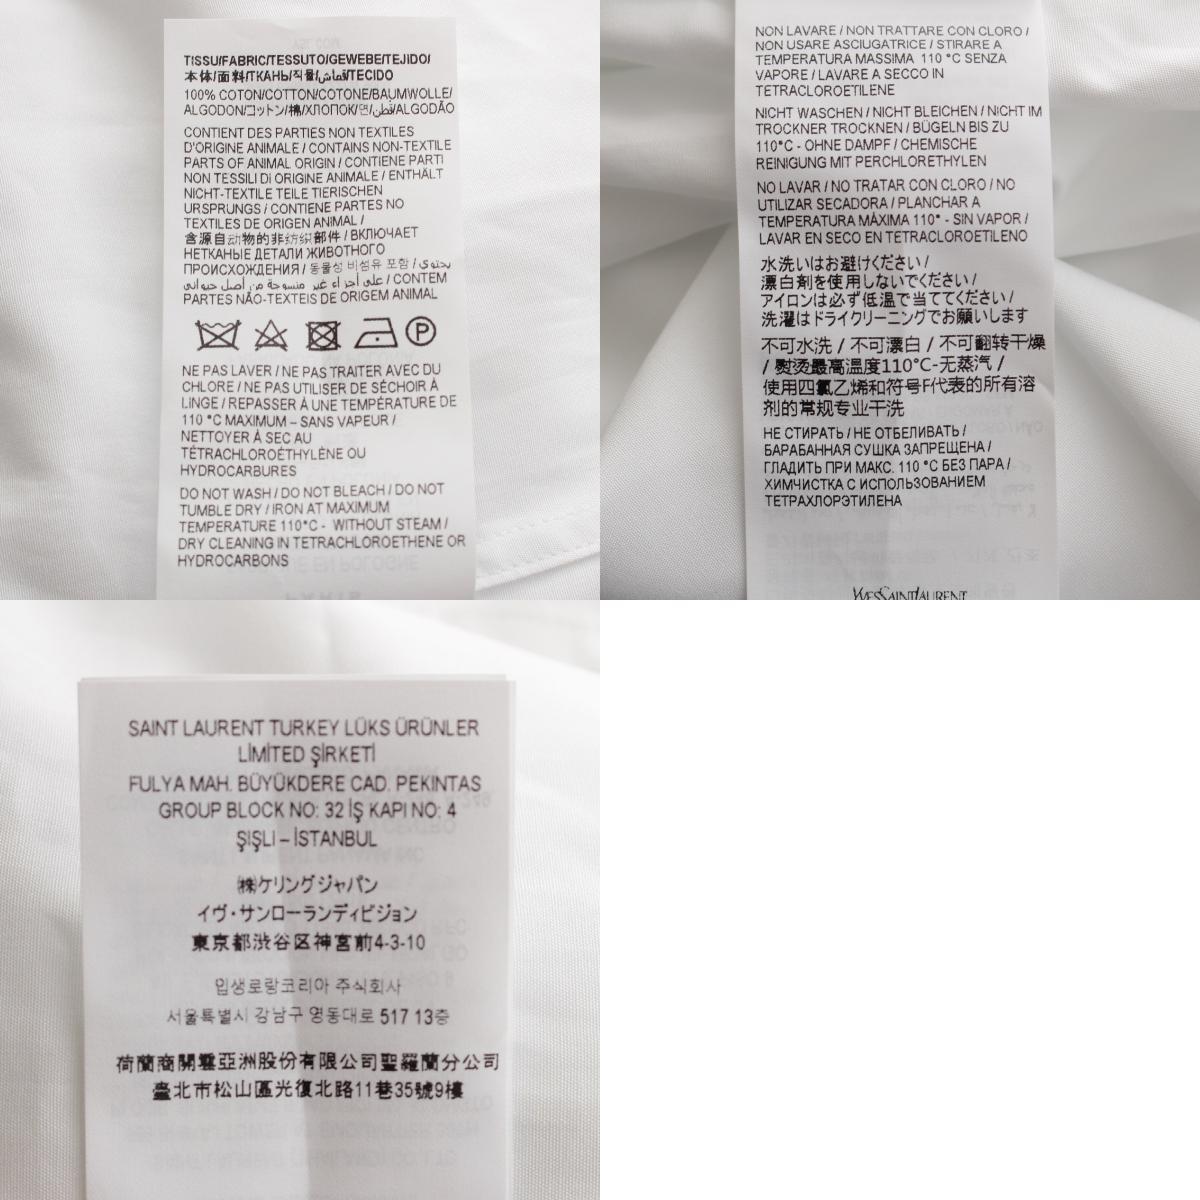 TISSU/FABRIC/TESSUTO/GEWEBE/TEJIDO/
本体/面料/ТКАНЬ/직물/قماش/TECIDO
100% COTON/COTTON/COTONE/BAUMWOLLE/
ALGODON/コットン/棉/ХЛОПОК/면/قطن/ALGODÃO
CONTIENT DES PARTIES NON TEXTILES
D'ORIGINE ANIMALE / CONTAINS NON-TEXTILE
PARTS OF ANIMAL ORIGIN / CONTIENE PARTI
NON TESSILI DI ORIGINE ANIMALE / ENTHÄLT
NICHT-TEXTILE TEILE TIERISCHEN
URSPRUNGS / CONTIENE PARTES NO
TEXTILES DE ORIGEN ANIMAL /
含源自动物的非纺织部件 / ВКЛЮЧАЕТ
НЕТКАНЫЕ ДЕТАЛИ ЖИВОТНОГО
ПРОИСХОЖДЕНИЯ / 동물성 비섬유 포함 / يحتوي
على أجزاء غير منسوجة من أصل حيواني / CONTEM
PARTES NÃO-TEXTEIS DE ORIGEM ANIMAL
P
NE PAS LAVER / NE PAS TRAITER AVEC DU
CHLORE / NE PAS UTILISER DE SÉCHOIR À
LINGE / REPASSER À UNE TEMPÉRATURE DE
110 °C MAXIMUM – SANS VAPEUR /
NETTOYER À SEC AU
TÉTRACHLOROÉTHYLÈNE OU
HYDROCARBURES
DO NOT WASH / DO NOT BLEACH / DO NOT
TUMBLE DRY / IRON AT MAXIMUM
TEMPERATURE 110°C - WITHOUT STEAM /
DRY CLEANING IN TETRACHLOROETHENE OR
HYDROCARBONS
NON LAVARE / NON TRATTARE CON CLORO /
NON USARE ASCIUGATRICE / STIRARE A
TEMPERATURA MASSIMA 110 °C SENZA
VAPORE / LAVARE A SECCO IN
TETRACLOROETILENE
NICHT WASCHEN / NICHT BLEICHEN / NICHT IM
TROCKNER TROCKNEN / BÜGELN BIS ZU
110°C - OHNE DAMPF / CHEMISCHE
REINIGUNG MIT PERCHLORETHYLEN
NO LAVAR / NO TRATAR CON CLORO / NO
UTILIZAR SECADORA / PLANCHAR A
TEMPERATURA MÁXIMA 110° - SIN VAPOR /
LAVAR EN SECO EN TETRACLOROETILENO
水洗いはお避けください /
漂白剤を使用しないでください /
アイロンは必ず低温で当ててください /
洗濯はドライクリーニングでお願いします
不可水洗 / 不可漂白 / 不可翻转干燥
/ 熨烫最高温度110°C-无蒸汽 /
使用四氯乙烯和符号F代表的所有溶
剂的常规专业干洗
НЕ СТИРАТЬ / НЕ ОТБЕЛИВАТЬ /
БАРАБАННАЯ СУШКА ЗАПРЕЩЕНА /
ГЛАДИТЬ ПРИ МАКС. 110 °C БЕЗ ПАРА /
ХИМЧИСТКА С ИСПОЛЬЗОВАНИЕМ
ТЕТРАХЛОРЭТИЛЕНА
YVES SAINT LAURENT
SAINT LAURENT TURKEY LÜKS ÜRÜNLER
LİMİTED ŞİRKETİ
FULYA MAH. BÜYÜKDERE CAD. PEKINTAS
GROUP BLOCK NO: 32 İŞ KAPI NO: 4
ŞIŞLI – İSTANBUL
㈱ケリングジャパン
イヴ・サンローランディビジョン
東京都渋谷区神宮前4-3-10
입생로랑코리아 주식회사
서울특별시 강남구 영동대로 517 13층
荷蘭商開雲亞洲股份有限公司聖羅蘭分公司
臺北市松山區光復北路11巷35號9樓